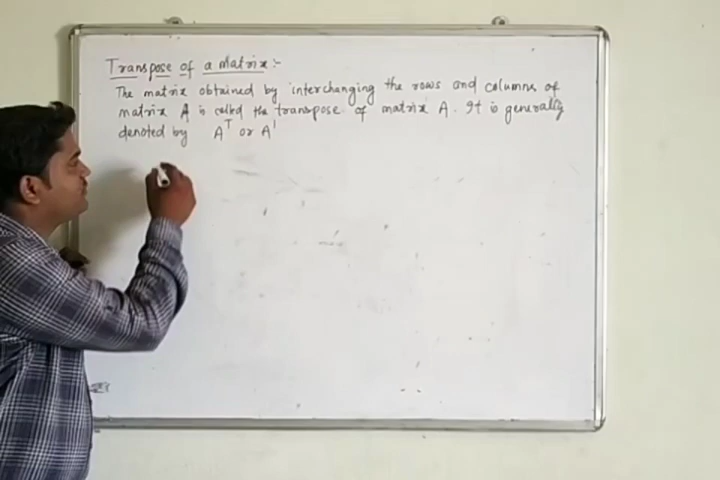 Transpose of a Matrix :-
The matrix obtained by interchanging the rows and columns of
matrix A is called the transpose of matrix A. It is generally
denoted by Aᵀ or A'